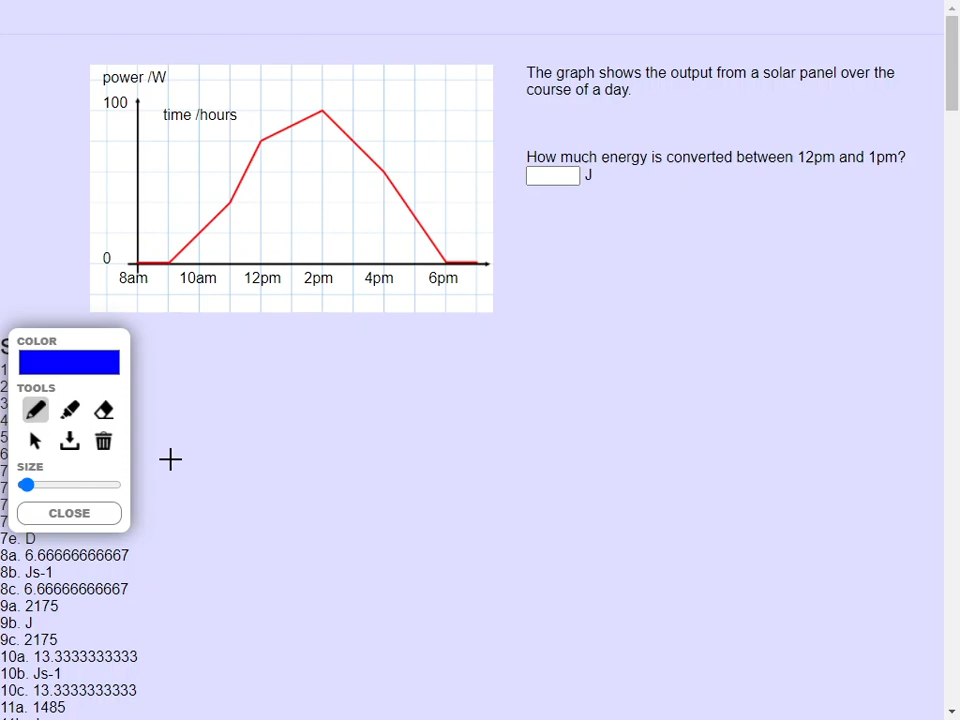 power /W
100
time /hours
0
8am 10am 12pm 2pm 4pm 6pm
The graph shows the output from a solar panel over the
course of a day.
How much energy is converted between 12pm and 1pm?
J
COLOR
TOOLS
SIZE
CLOSE
7e. D
8a. 6.66666666667
8b. Js-1
8c. 6.66666666667
9a. 2175
9b. J
9c. 2175
10a. 13.3333333333
10b. Js-1
10c. 13.3333333333
11a. 1485